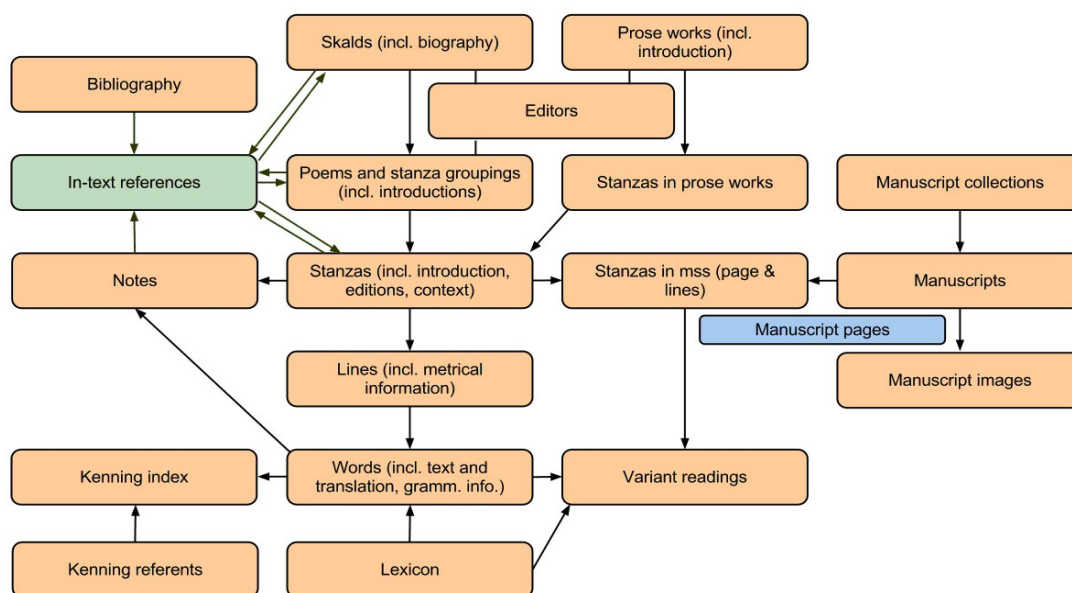 Skalds (incl. biography)
Prose works (incl.
introduction)
Bibliography
Editors
In-text references
Poems and stanza groupings
(incl. introductions)
Stanzas in prose works
Manuscript collections
Notes
Stanzas (incl. introduction,
editions, context)
Stanzas in mss (page &
lines)
Manuscripts
Manuscript pages
Lines (incl. metrical
information)
Manuscript images
Kenning index
Words (incl. text and
translation, gramm. info.)
Variant readings
Kenning referents
Lexicon